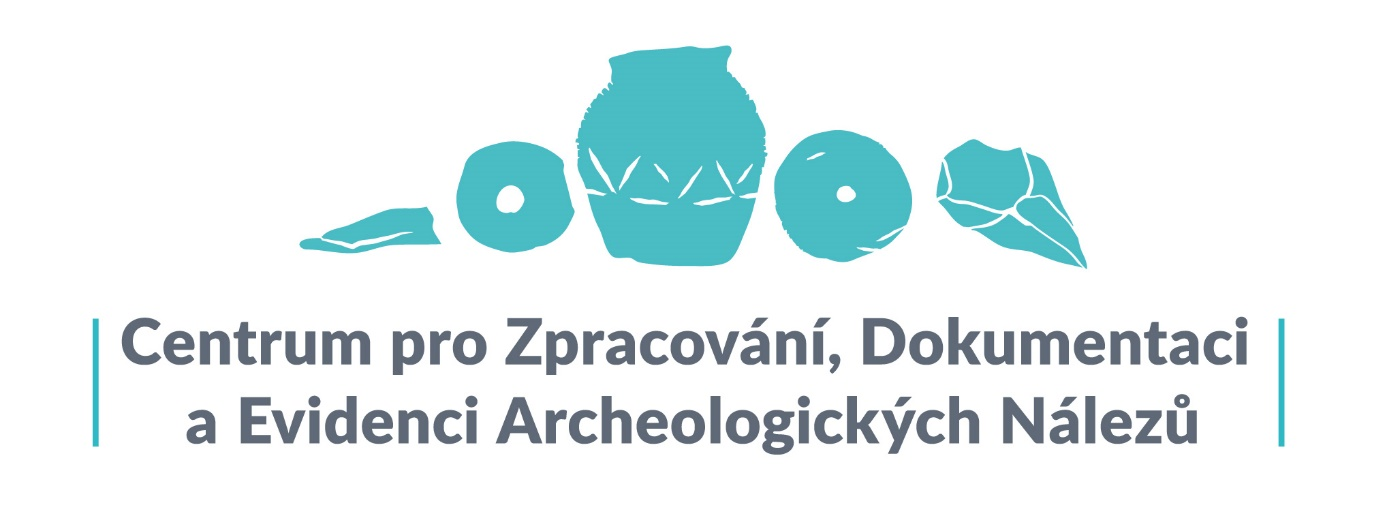 Centrum pro Zpracování, Dokumentaci
a Evidenci Archeologických Nálezů